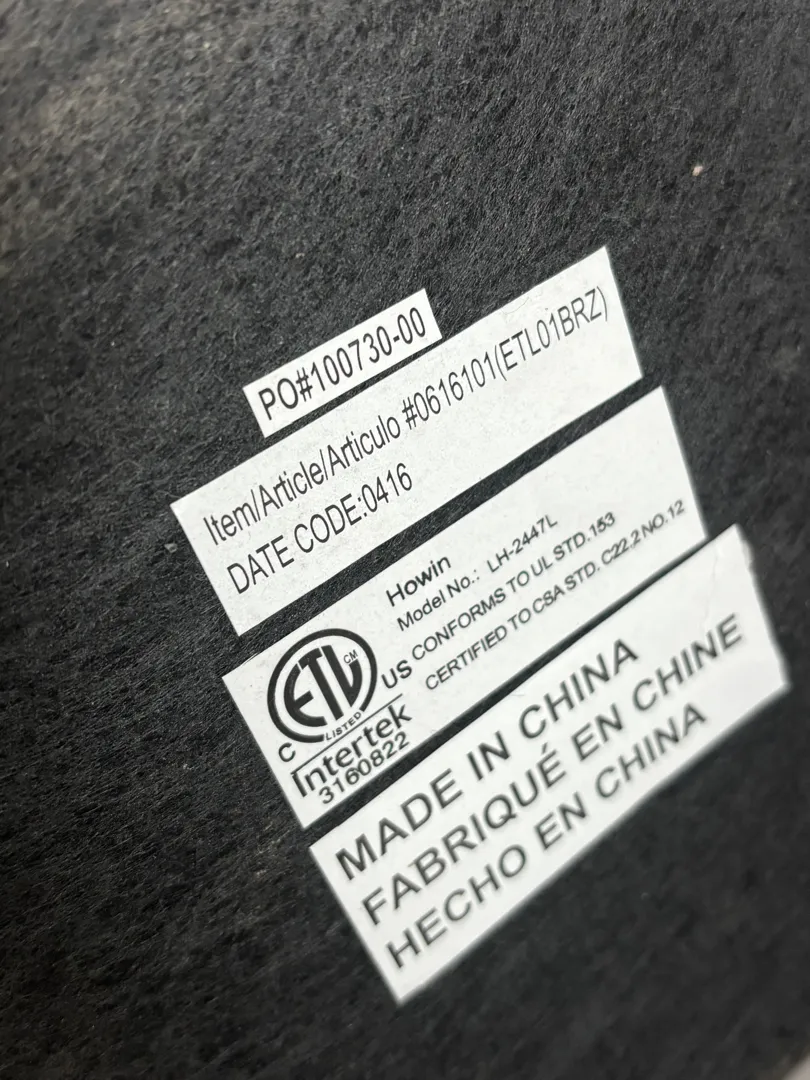 PO#100730-00
Item/Article/Articulo #0616101(ETL01BRZ)
DATE CODE:0416
Howin
Model No.: LH-2447L
CONFORMS TO UL STD.153
CERTIFIED TO CSA STD. C22.2 NO.12
ETL CM
LISTED
C US
Intertek
3160822
MADE IN CHINA
FABRIQUÉ EN CHINE
HECHO EN CHINA